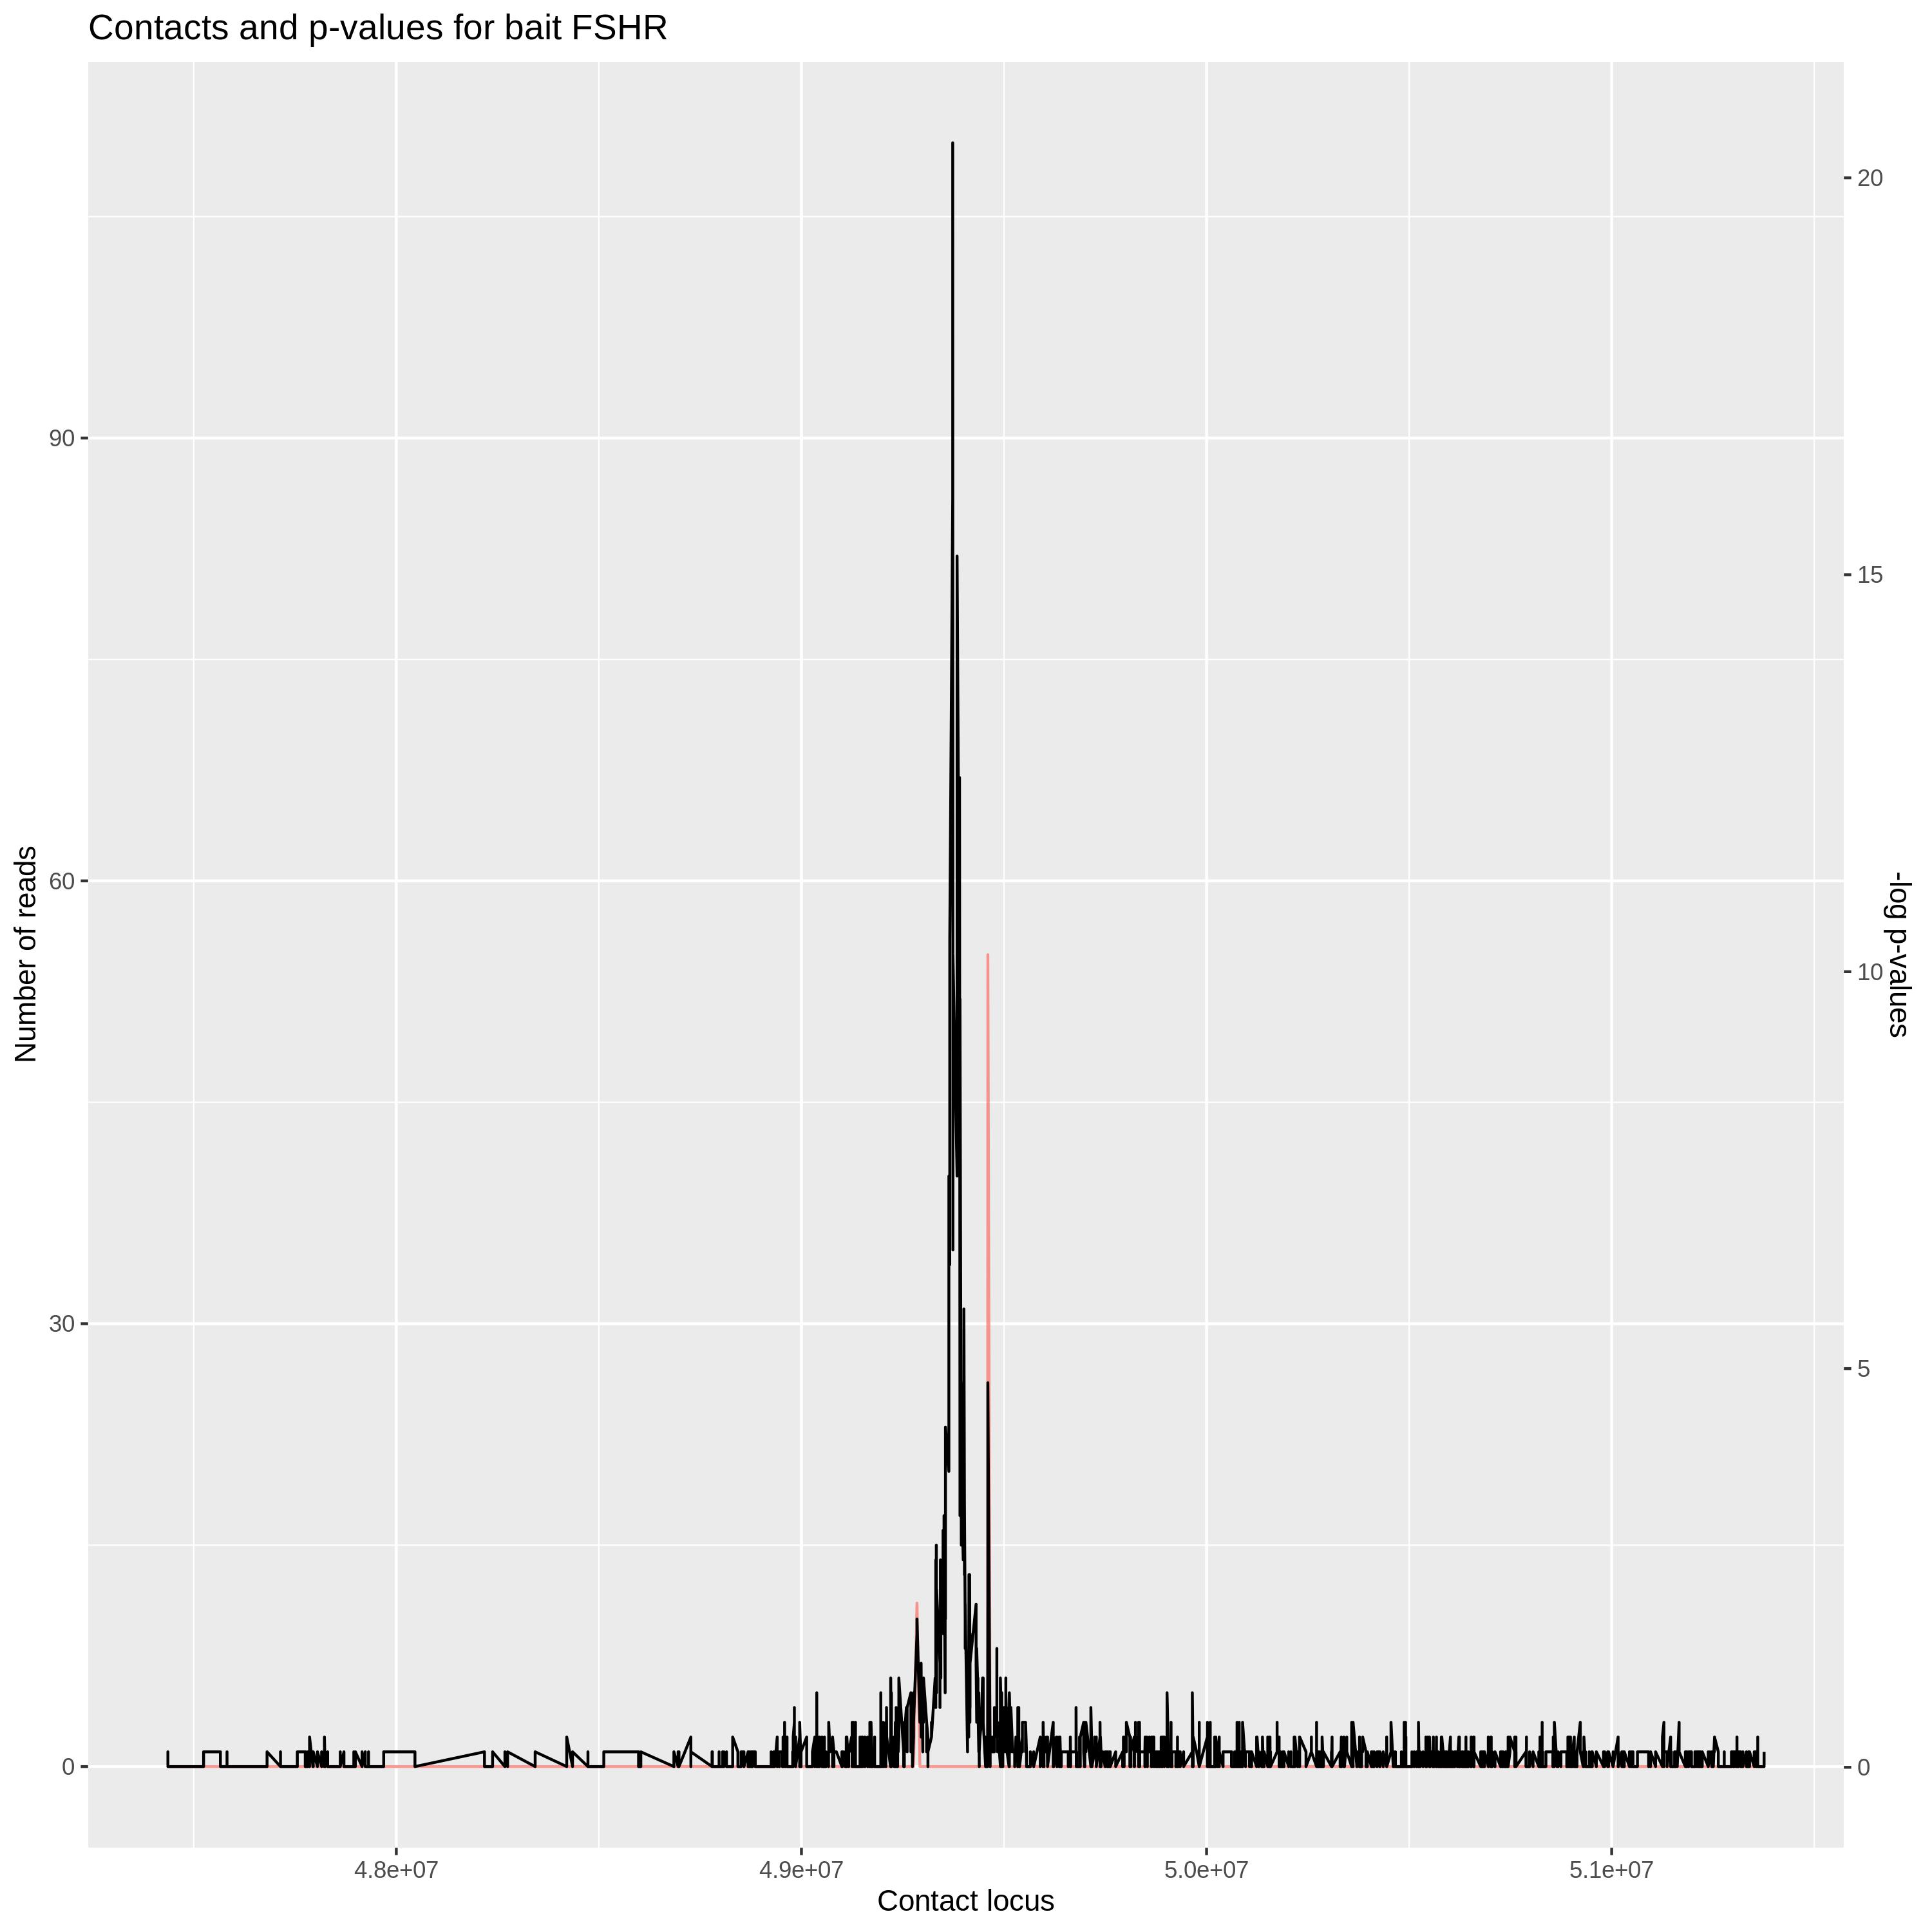 Contacts and p-values for bait FSHR
Number of reads
90
60
30
0
20
15
10
5
0
-log p-values
4.8e+07
4.9e+07
5.0e+07
5.1e+07
Contact locus